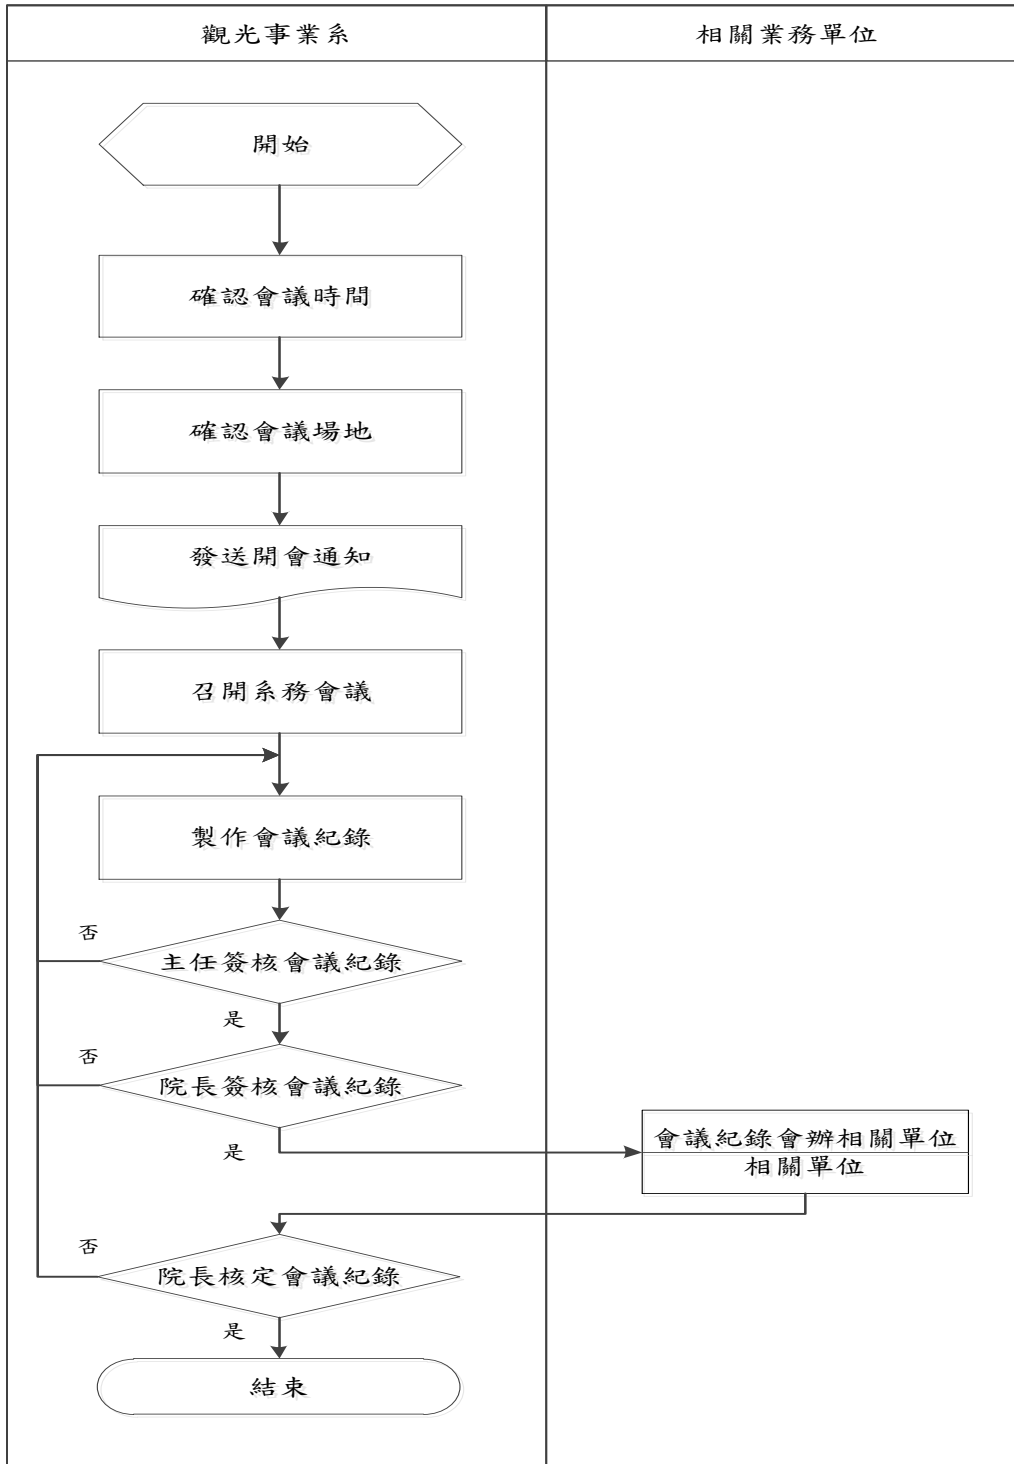 觀光事業系
相關業務單位
開始
確認會議時間
確認會議場地
發送開會通知
召開系務會議
製作會議紀錄
否
主任簽核會議紀錄
是
否
院長簽核會議紀錄
是
會議紀錄會辦相關單位
相關單位
否
院長核定會議紀錄
是
結束